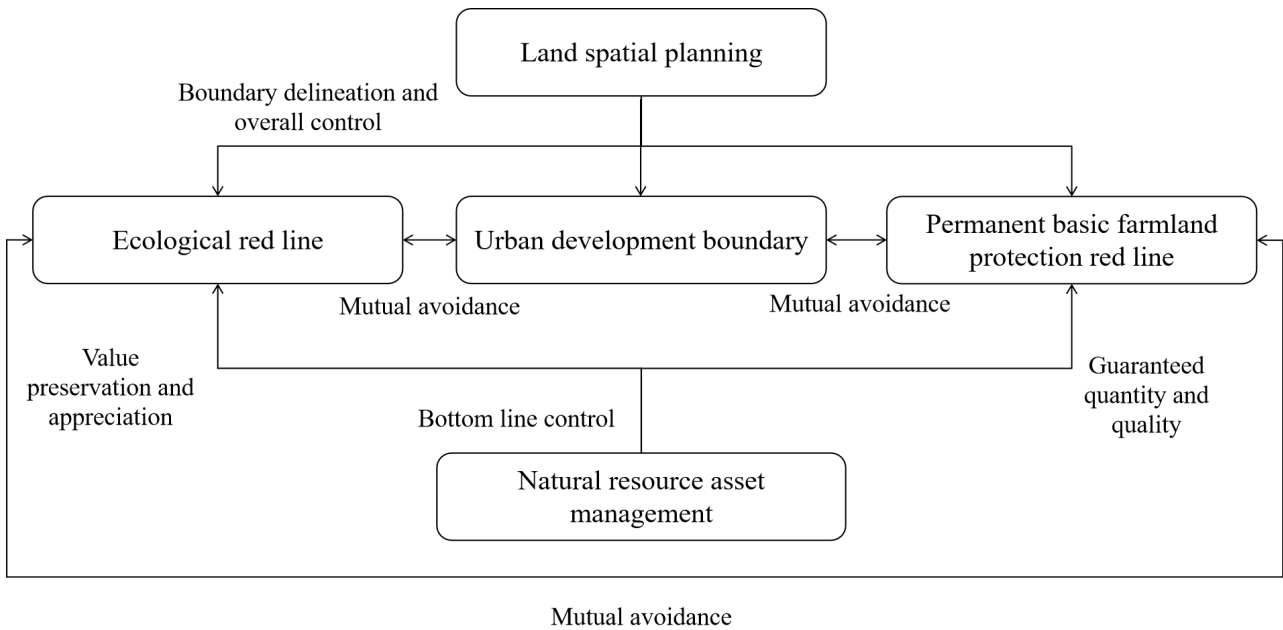 Land spatial planning
Boundary delineation and
overall control
Ecological red line
Urban development boundary
Permanent basic farmland
protection red line
Mutual avoidance
Mutual avoidance
Value
preservation and
appreciation
Guaranteed
quantity and
quality
Bottom line control
Natural resource asset
management
Mutual avoidance